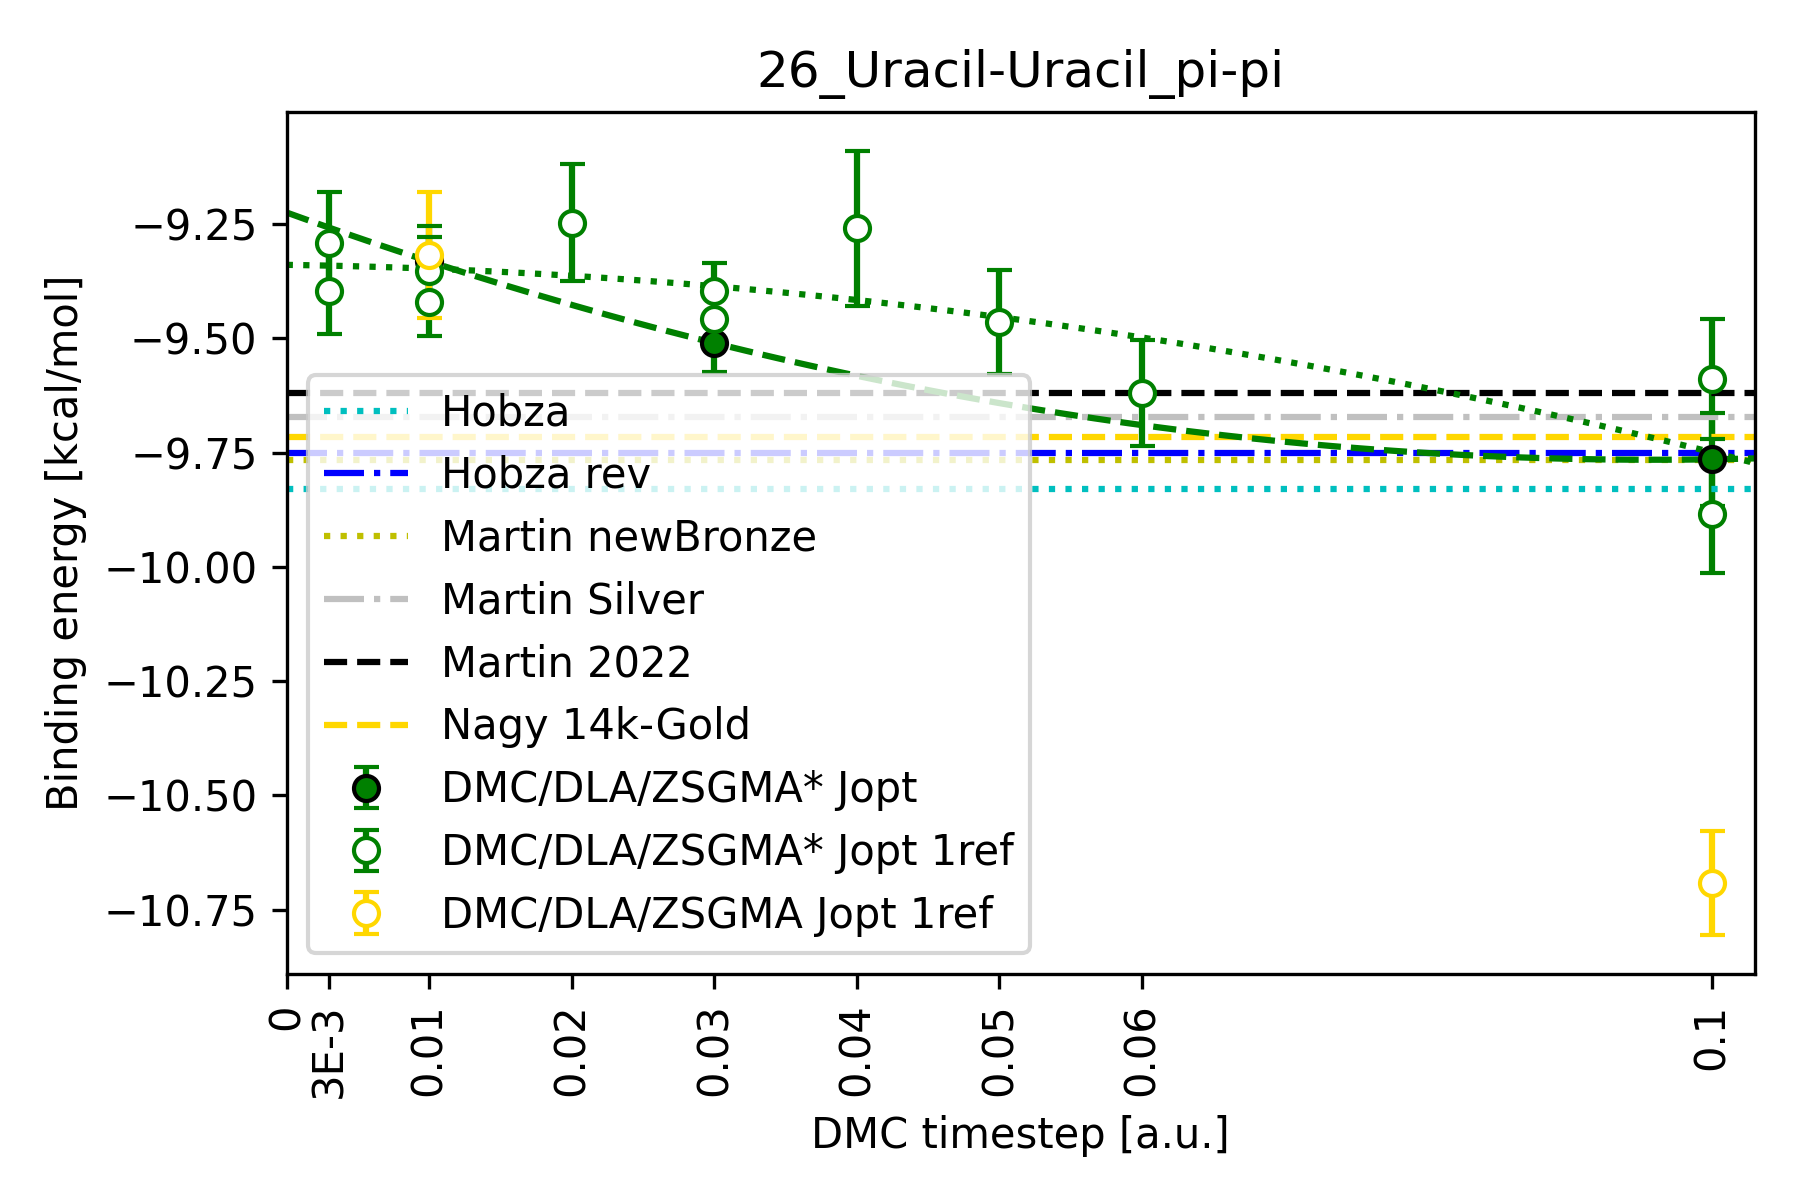 26_Uracil-Uracil_pi-pi
Binding energy [kcal/mol]
−9.25
−9.50
−9.75
−10.00
−10.25
−10.50
−10.75
Hobza
Hobza rev
Martin newBronze
Martin Silver
Martin 2022
Nagy 14k-Gold
DMC/DLA/ZSGMA* Jopt
DMC/DLA/ZSGMA* Jopt 1ref
DMC/DLA/ZSGMA Jopt 1ref
0
3E-3
0.01
0.02
0.03
0.04
0.05
0.06
0.1
DMC timestep [a.u.]